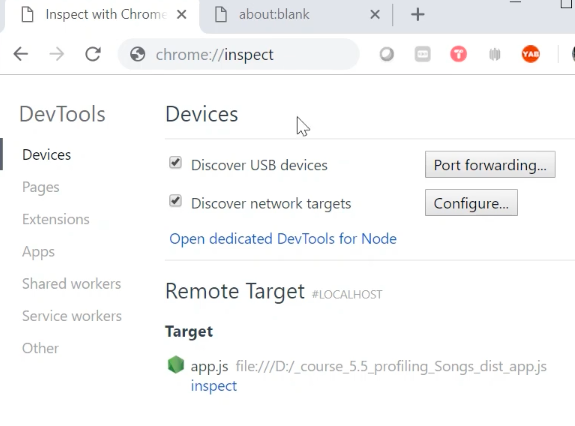 Inspect with Chrome
about:blank
chrome://inspect
YAB
DevTools
Devices
Devices
Discover USB devices
Port forwarding...
Pages
Discover network targets
Configure...
Extensions
Open dedicated DevTools for Node
Apps
Shared workers
Remote Target #LOCALHOST
Service workers
Target
Other
app.js file:///D:/_course_5.5_profiling_Songs_dist_app.js
inspect